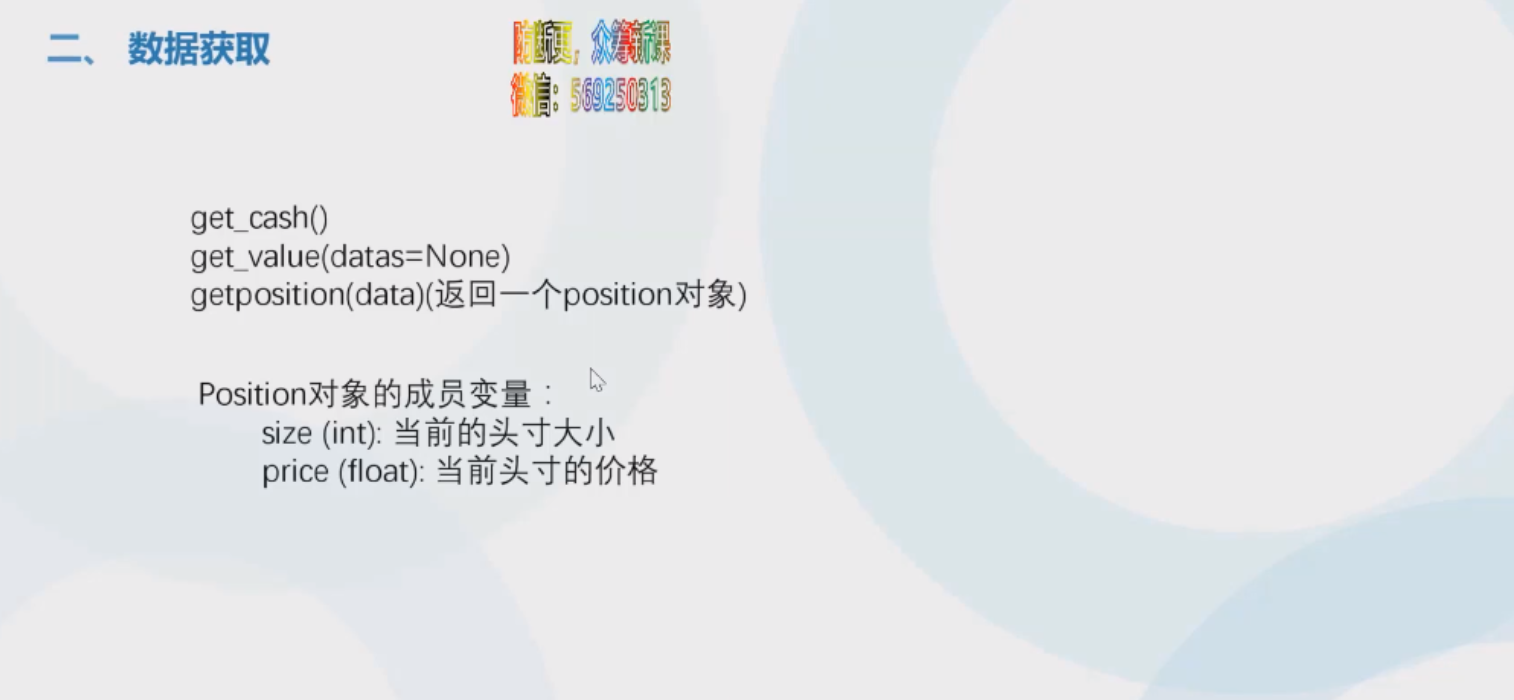 二、 数据获取
防断更,众筹新课
微信:569250313
get_cash()
get_value(datas=None)
getposition(data)(返回一个position对象)
Position对象的成员变量:
size (int): 当前的头寸大小
price (float): 当前头寸的价格